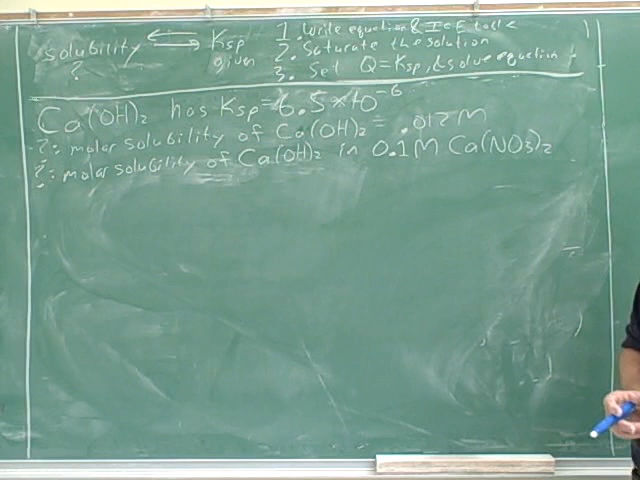 solubility ⇌ Ksp 1. Write equation & ICE table
? given 2. Saturate the solution
3. Set Q=Ksp, & solve equation
Ca(OH)₂ has Ksp=6.5×10⁻⁶
?: molar solubility of Ca(OH)₂ = .012 M
?: molar solubility of Ca(OH)₂ in 0.1M Ca(NO3)₂